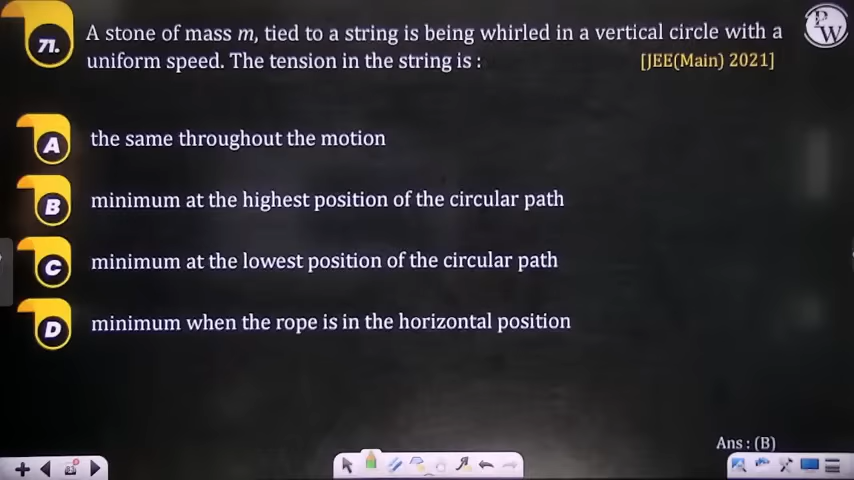 71.
A stone of mass m, tied to a string is being whirled in a vertical circle with a
uniform speed. The tension in the string is :
[JEE(Main) 2021]
PW
A
the same throughout the motion
B
minimum at the highest position of the circular path
C
minimum at the lowest position of the circular path
D
minimum when the rope is in the horizontal position
Ans : (B)